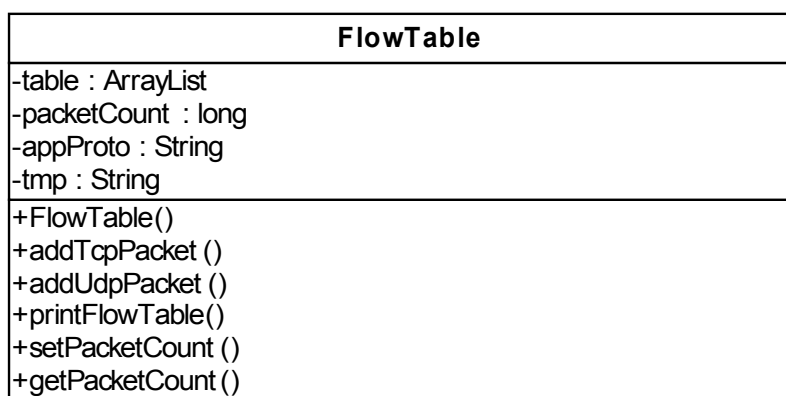 FlowTable
-table : ArrayList
-packetCount : long
-appProto : String
-tmp : String
+FlowTable()
+addTcpPacket ()
+addUdpPacket ()
+printFlowTable()
+setPacketCount ()
+getPacketCount ()